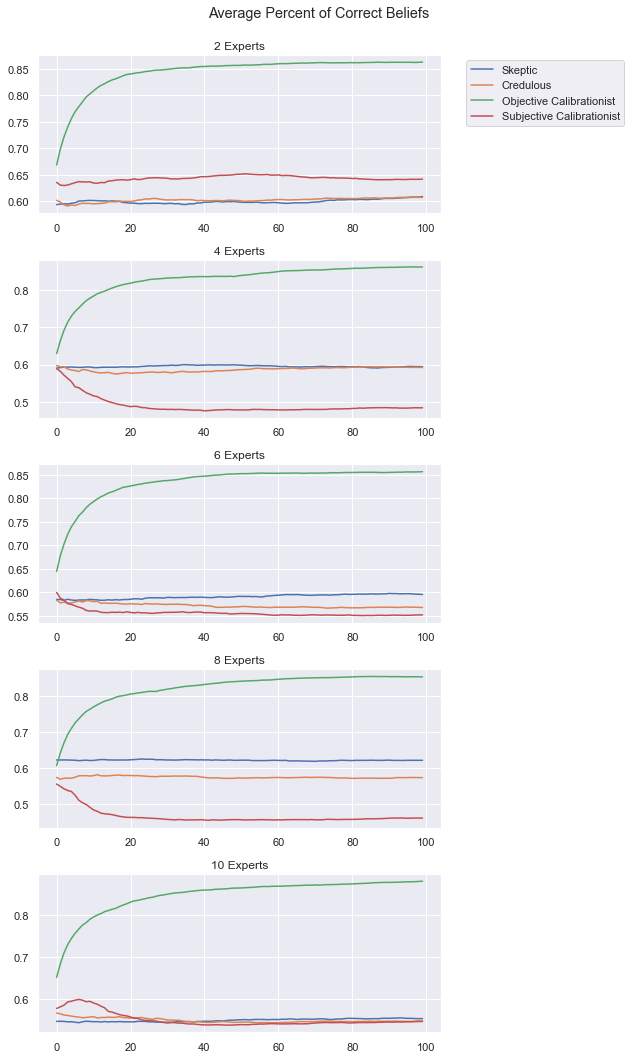 Average Percent of Correct Beliefs
2 Experts
0.85
0.80
0.75
0.70
0.65
0.60
0 20 40 60 80 100
Skeptic
Credulous
Objective Calibrationist
Subjective Calibrationist
4 Experts
0.8
0.7
0.6
0.5
0 20 40 60 80 100
6 Experts
0.85
0.80
0.75
0.70
0.65
0.60
0.55
0 20 40 60 80 100
8 Experts
0.8
0.7
0.6
0.5
0 20 40 60 80 100
10 Experts
0.8
0.7
0.6
0 20 40 60 80 100